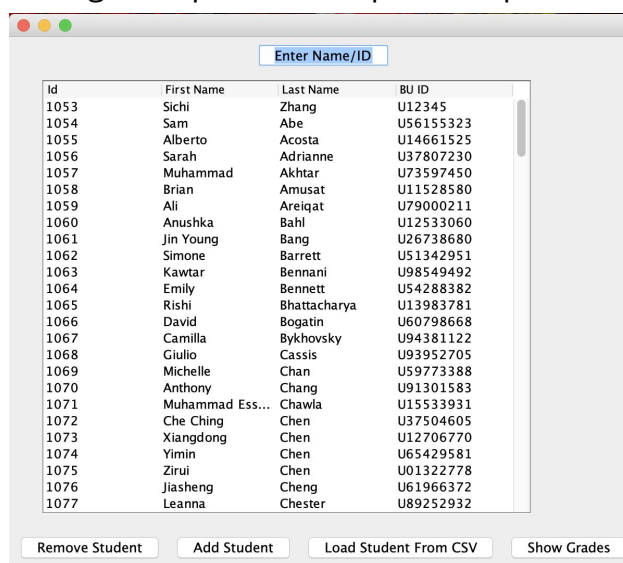 Enter Name/ID
Id First Name Last Name BU ID
1053 Sichi Zhang U12345
1054 Sam Abe U56155323
1055 Alberto Acosta U14661525
1056 Sarah Adrianne U37807230
1057 Muhammad Akhtar U73597450
1058 Brian Amusat U11528580
1059 Ali Areiqat U79000211
1060 Anushka Bahl U12533060
1061 Jin Young Bang U26738680
1062 Simone Barrett U51342951
1063 Kawtar Bennani U98549492
1064 Emily Bennett U54288382
1065 Rishi Bhattacharya U13983781
1066 David Bogatin U60798668
1067 Camilla Bykhovsky U94381122
1068 Giulio Cassis U93952705
1069 Michelle Chan U59773388
1070 Anthony Chang U91301583
1071 Muhammad Ess... Chawla U15533931
1072 Che Ching Chen U37504605
1073 Xiangdong Chen U12706770
1074 Yimin Chen U65429581
1075 Zirui Chen U01322778
1076 Jiasheng Cheng U61966372
1077 Leanna Chester U89252932
Remove Student Add Student Load Student From CSV Show Grades